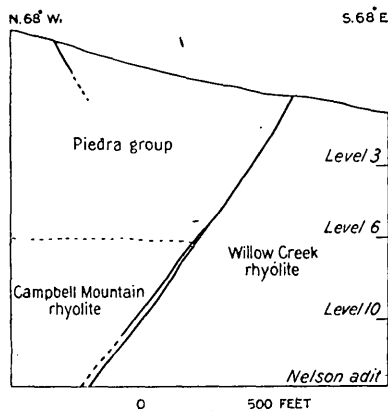 N. 68° W.
S. 68° E.
Piedra group
Level 3
Level 6
Willow Creek
rhyolite
Campbell Mountain
rhyolite
Level 10
Nelson adit
0 500 FEET